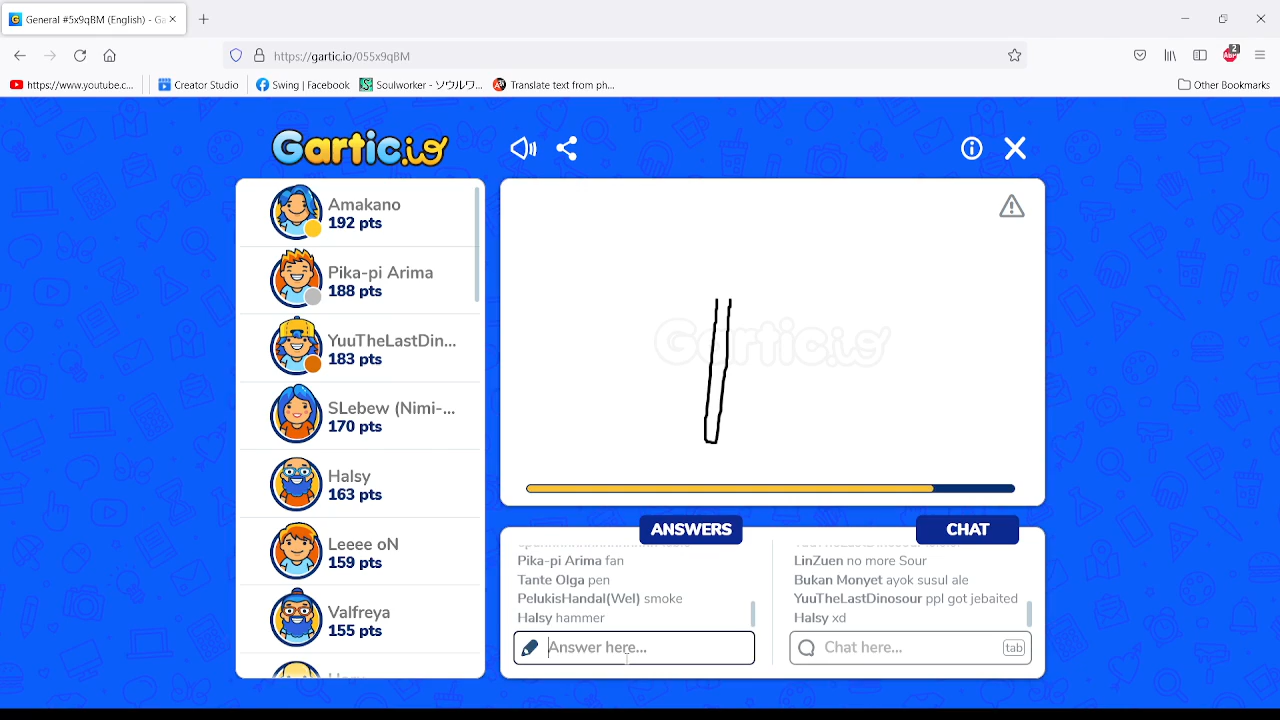 General #5x9qBM (English) - Ga
https://gartic.io/055x9qBM
2
https://www.youtube.c...
Creator Studio
Swing | Facebook
Soulworker - ソウルワ...
Translate text from ph...
Other Bookmarks
Gartic.io
Amakano
192 pts
Pika-pi Arima
188 pts
YuuTheLastDin...
183 pts
SLebew (Nimi-...
170 pts
Halsy
163 pts
Leeee oN
159 pts
Valfreya
155 pts
Gartic.io
ANSWERS
Pika-pi Arima fan
Tante Olga pen
PelukisHandal(Wel) smoke
Halsy hammer
Answer here...
CHAT
LinZuen no more Sour
Bukan Monyet ayok susul ale
YuuTheLastDinosour ppl got jebaited
Halsy xd
Chat here...
tab